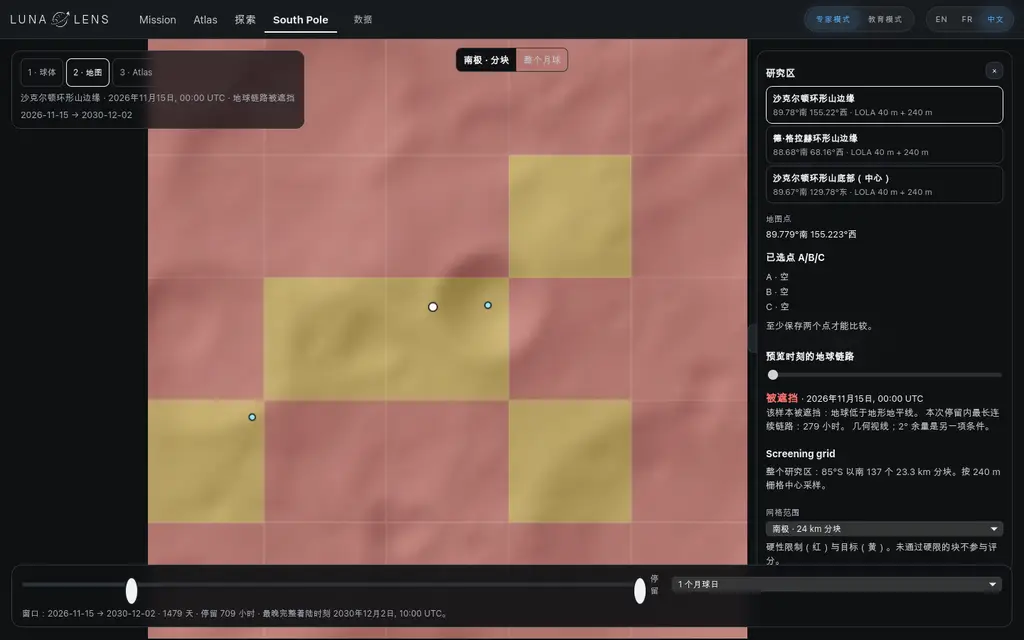 LUNA LENS
Mission
Atlas
探索
South Pole
数据
专家模式
教育模式
EN
FR
中文
1 · 球体
2 · 地图
3 · Atlas
沙克尔顿环形山边缘 · 2026年11月15日, 00:00 UTC · 地球链路被遮挡
2026-11-15 → 2030-12-02
南极 · 分块
整个月球
研究区
×
沙克尔顿环形山边缘
89.78°南 155.22°西 · LOLA 40 m + 240 m
德·格拉赫环形山边缘
88.68°南 68.16°西 · LOLA 40 m + 240 m
沙克尔顿环形山底部 ( 中心 )
89.67°南 129.78°东 · LOLA 40 m + 240 m
地图点
89.779°南 155.223°西
已选点 A/B/C
A · 空
B · 空
C · 空
至少保存两个点才能比较。
预览时刻的地球链路
被遮挡 · 2026年11月15日, 00:00 UTC
该样本被遮挡 : 地球低于地形地平线。 本次停留内最长连
续链路 : 279 小时。 几何视线 ; 2° 余量是另一项条件。
Screening grid
整个研究区 : 85°S 以南 137 个 23.3 km 分块。按 240 m
栅格中心采样。
网格范围
南极 · 24 km 分块
硬性限制 ( 红 ) 与目标 ( 黄 ) 。未通过硬限的块不参与评
分。
停
留
1 个月球日
窗口 : 2026-11-15 → 2030-12-02 · 1479 天 · 停留 709 小时 · 最晚完整着陆时刻 2030年12月2日, 10:00 UTC。